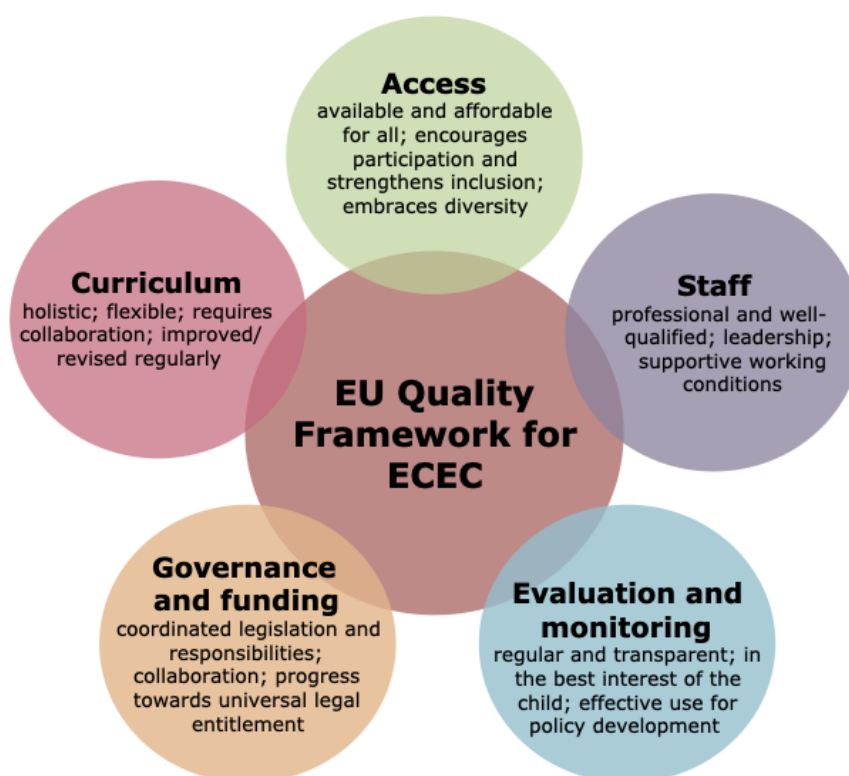 Access
available and affordable
for all; encourages
participation and
strengthens inclusion;
embraces diversity
Curriculum
holistic; flexible; requires
collaboration; improved/
revised regularly
Staff
professional and well-
qualified; leadership;
supportive working
conditions
EU Quality
Framework for
ECEC
Governance
and funding
coordinated legislation and
responsibilities;
collaboration; progress
towards universal legal
entitlement
Evaluation and
monitoring
regular and transparent; in
the best interest of the
child; effective use for
policy development